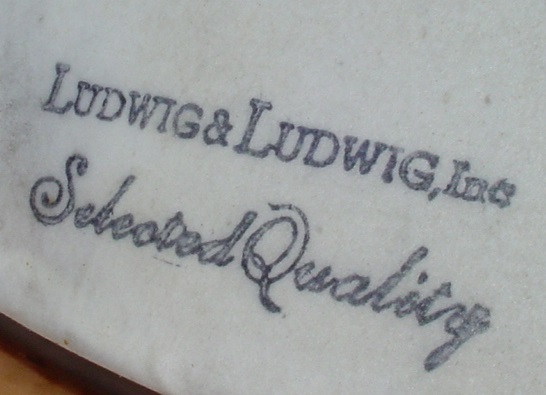 LUDWIG & LUDWIG, Inc
Selected Quality